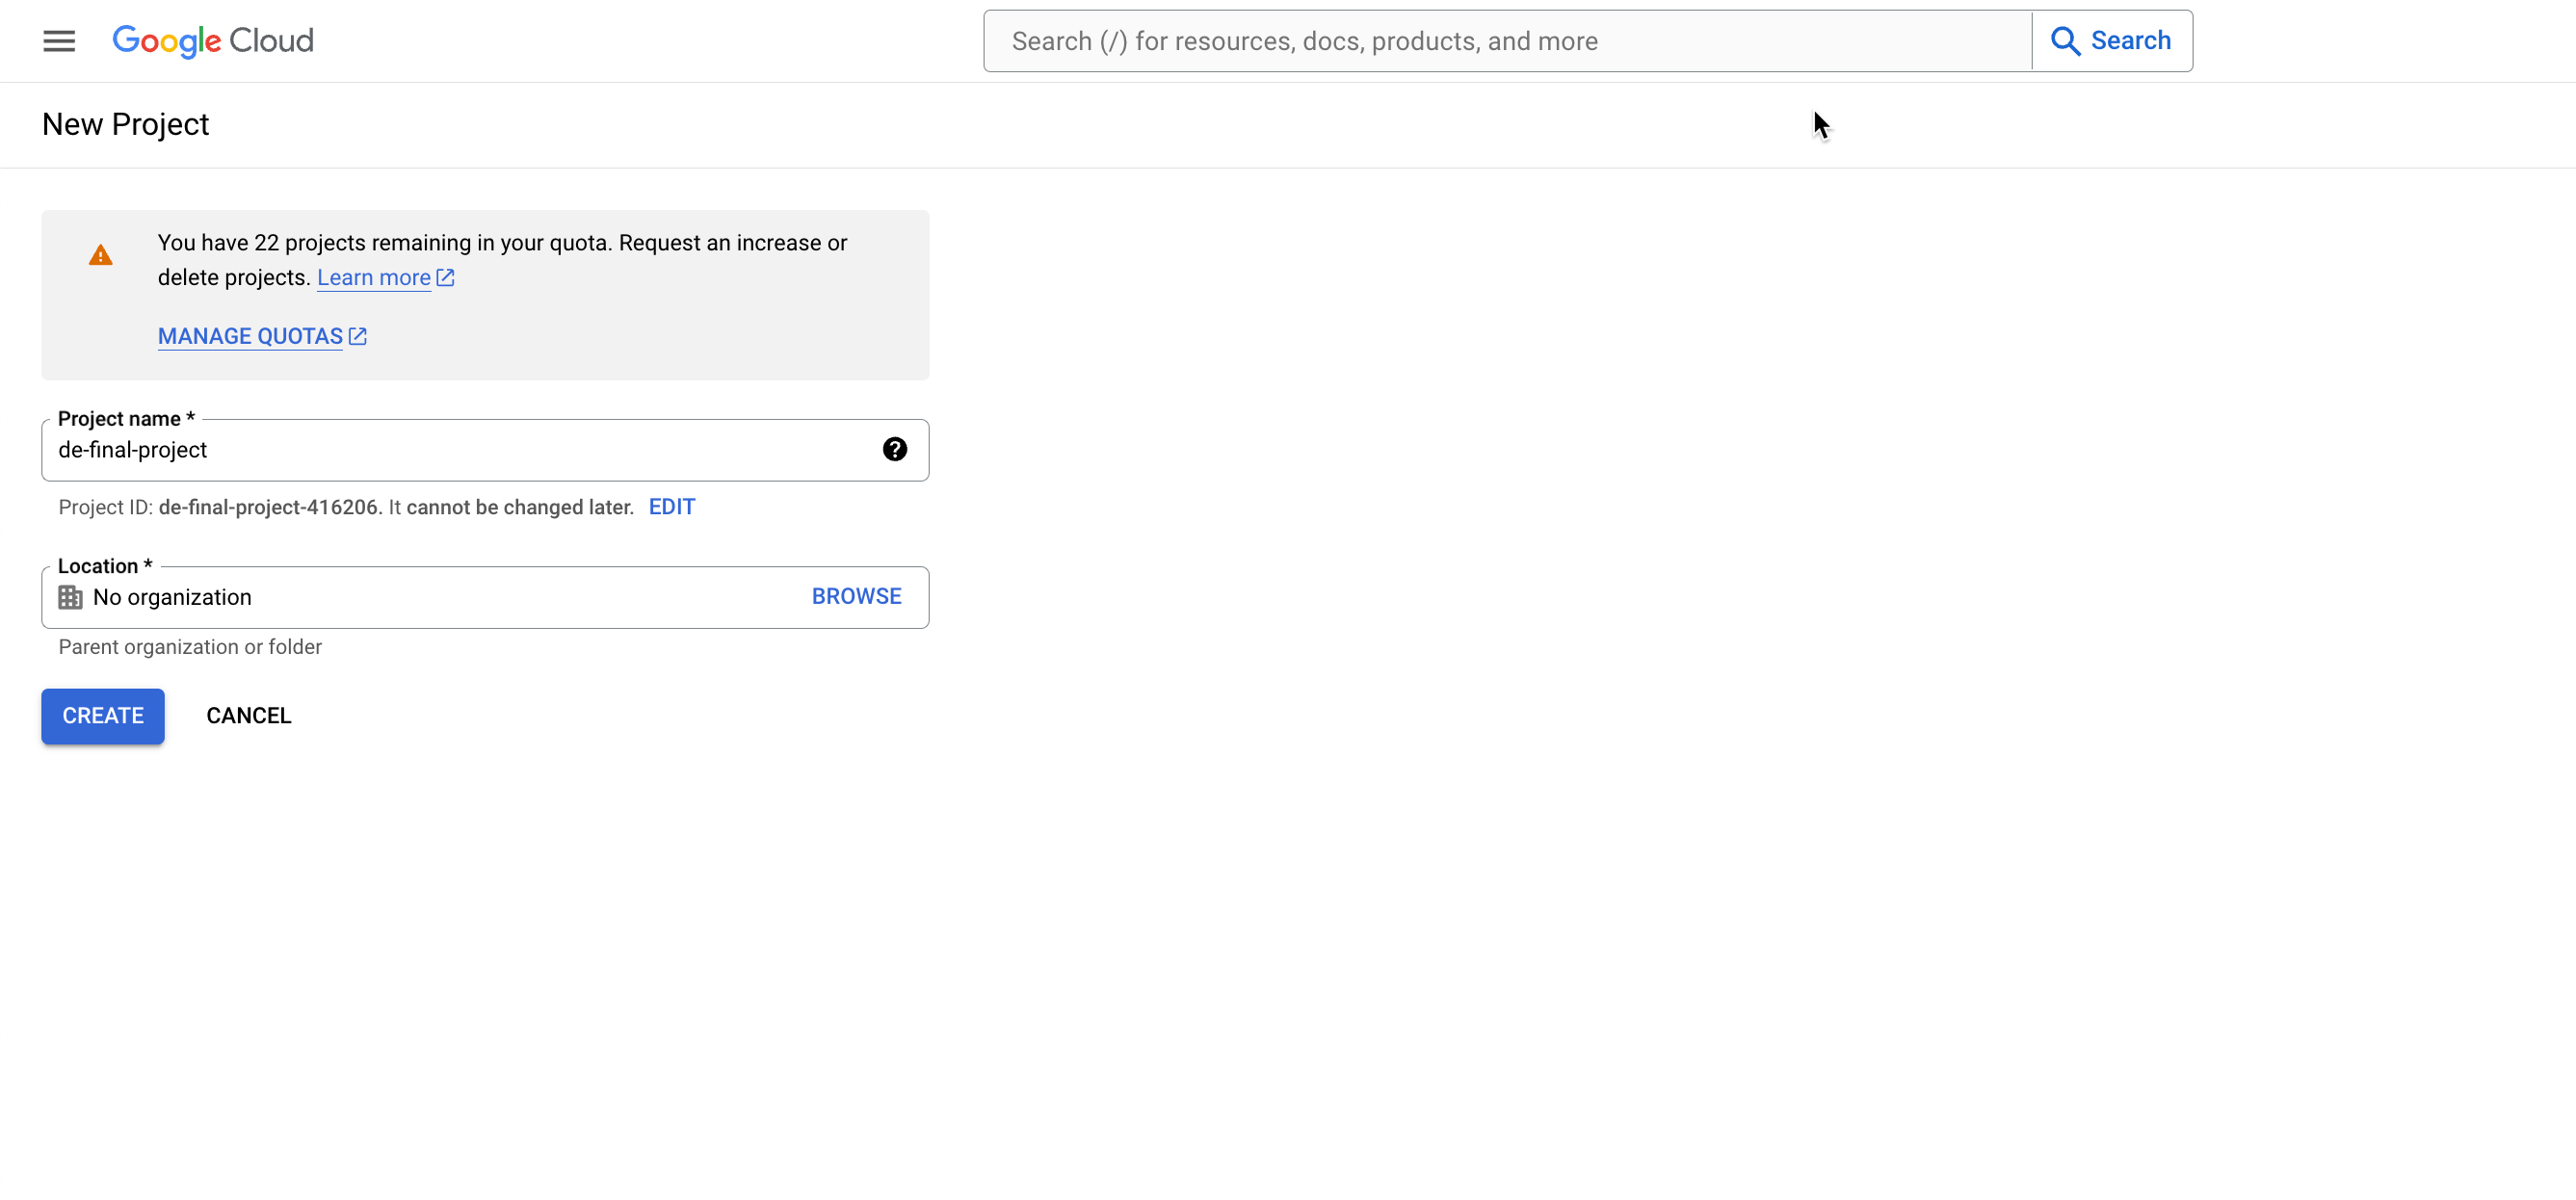 Google Cloud
Search (/) for resources, docs, products, and more
Search
New Project
You have 22 projects remaining in your quota. Request an increase or
delete projects. Learn more
MANAGE QUOTAS
Project name *
de-final-project
?
Project ID: de-final-project-416206. It cannot be changed later. EDIT
Location *
No organization
BROWSE
Parent organization or folder
CREATE
CANCEL